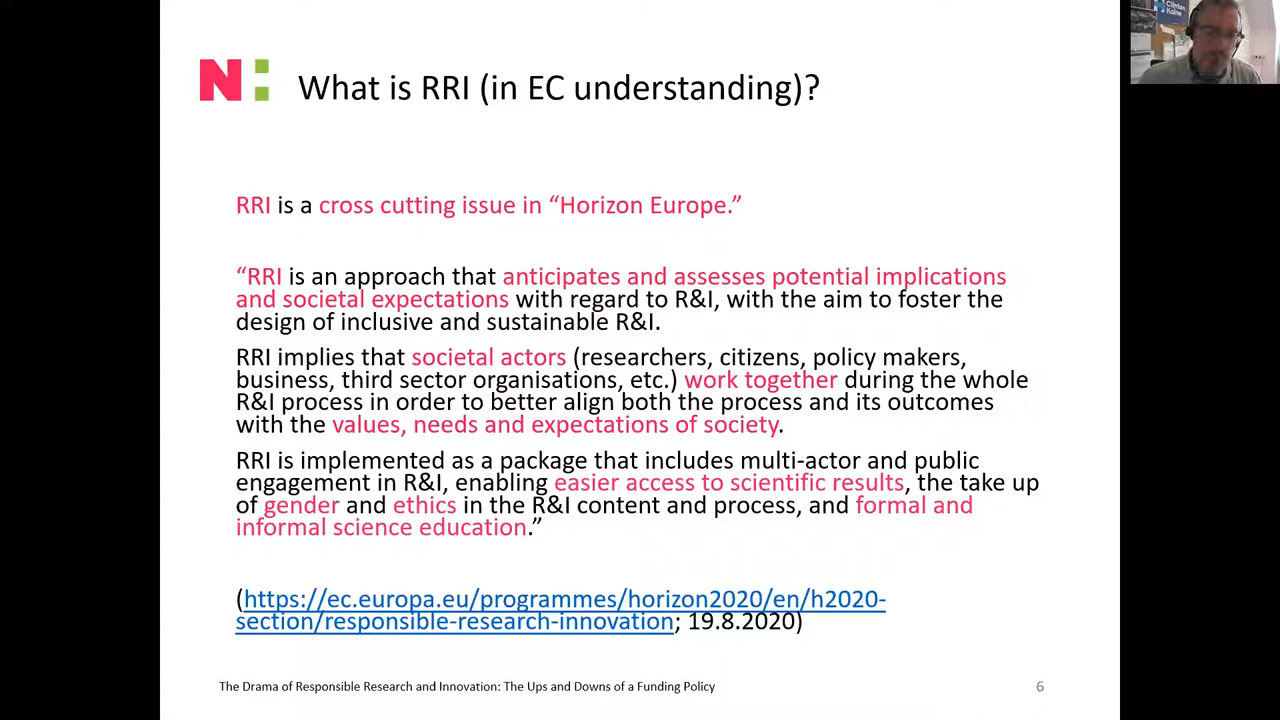 Clinton
Kaine
N:
What is RRI (in EC understanding)?
RRI is a cross cutting issue in “Horizon Europe.”
“RRI is an approach that anticipates and assesses potential implications
and societal expectations with regard to R&I, with the aim to foster the
design of inclusive and sustainable R&I.
RRI implies that societal actors (researchers, citizens, policy makers,
business, third sector organisations, etc.) work together during the whole
R&I process in order to better align both the process and its outcomes
with the values, needs and expectations of society.
RRI is implemented as a package that includes multi-actor and public
engagement in R&I, enabling easier access to scientific results, the take up
of gender and ethics in the R&I content and process, and formal and
informal science education.”
(https://ec.europa.eu/programmes/horizon2020/en/h2020-
section/responsible-research-innovation; 19.8.2020)
The Drama of Responsible Research and Innovation: The Ups and Downs of a Funding Policy
6